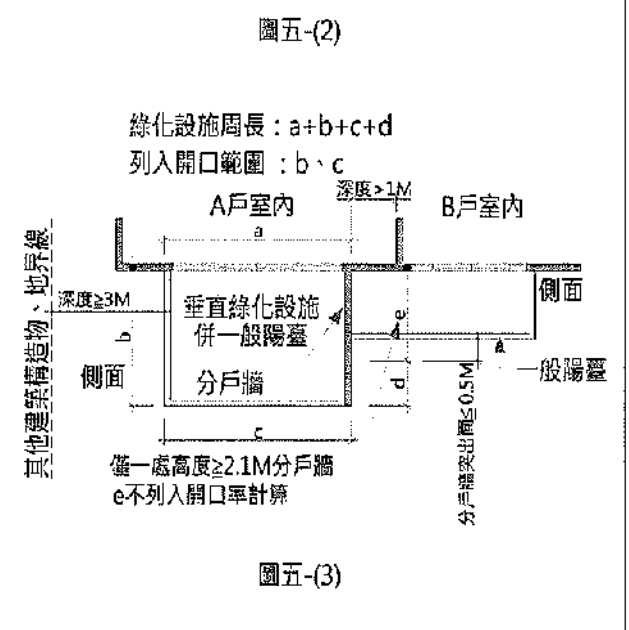 圖五-(2)
綠化設施周長：a+b+c+d
列入開口範圍 ：b、c
深度>1M
A戶室內
B戶室內
a
其他建築構造物、地界線
深度≧3M
垂直綠化設施
併一般陽臺
側面
b
e
側面
分戶牆
d
a
一般陽臺
分戶牆突出面≤0.5M
c
僅一處高度≧2.1M分戶牆
e不列入開口率計算
圖五-(3)